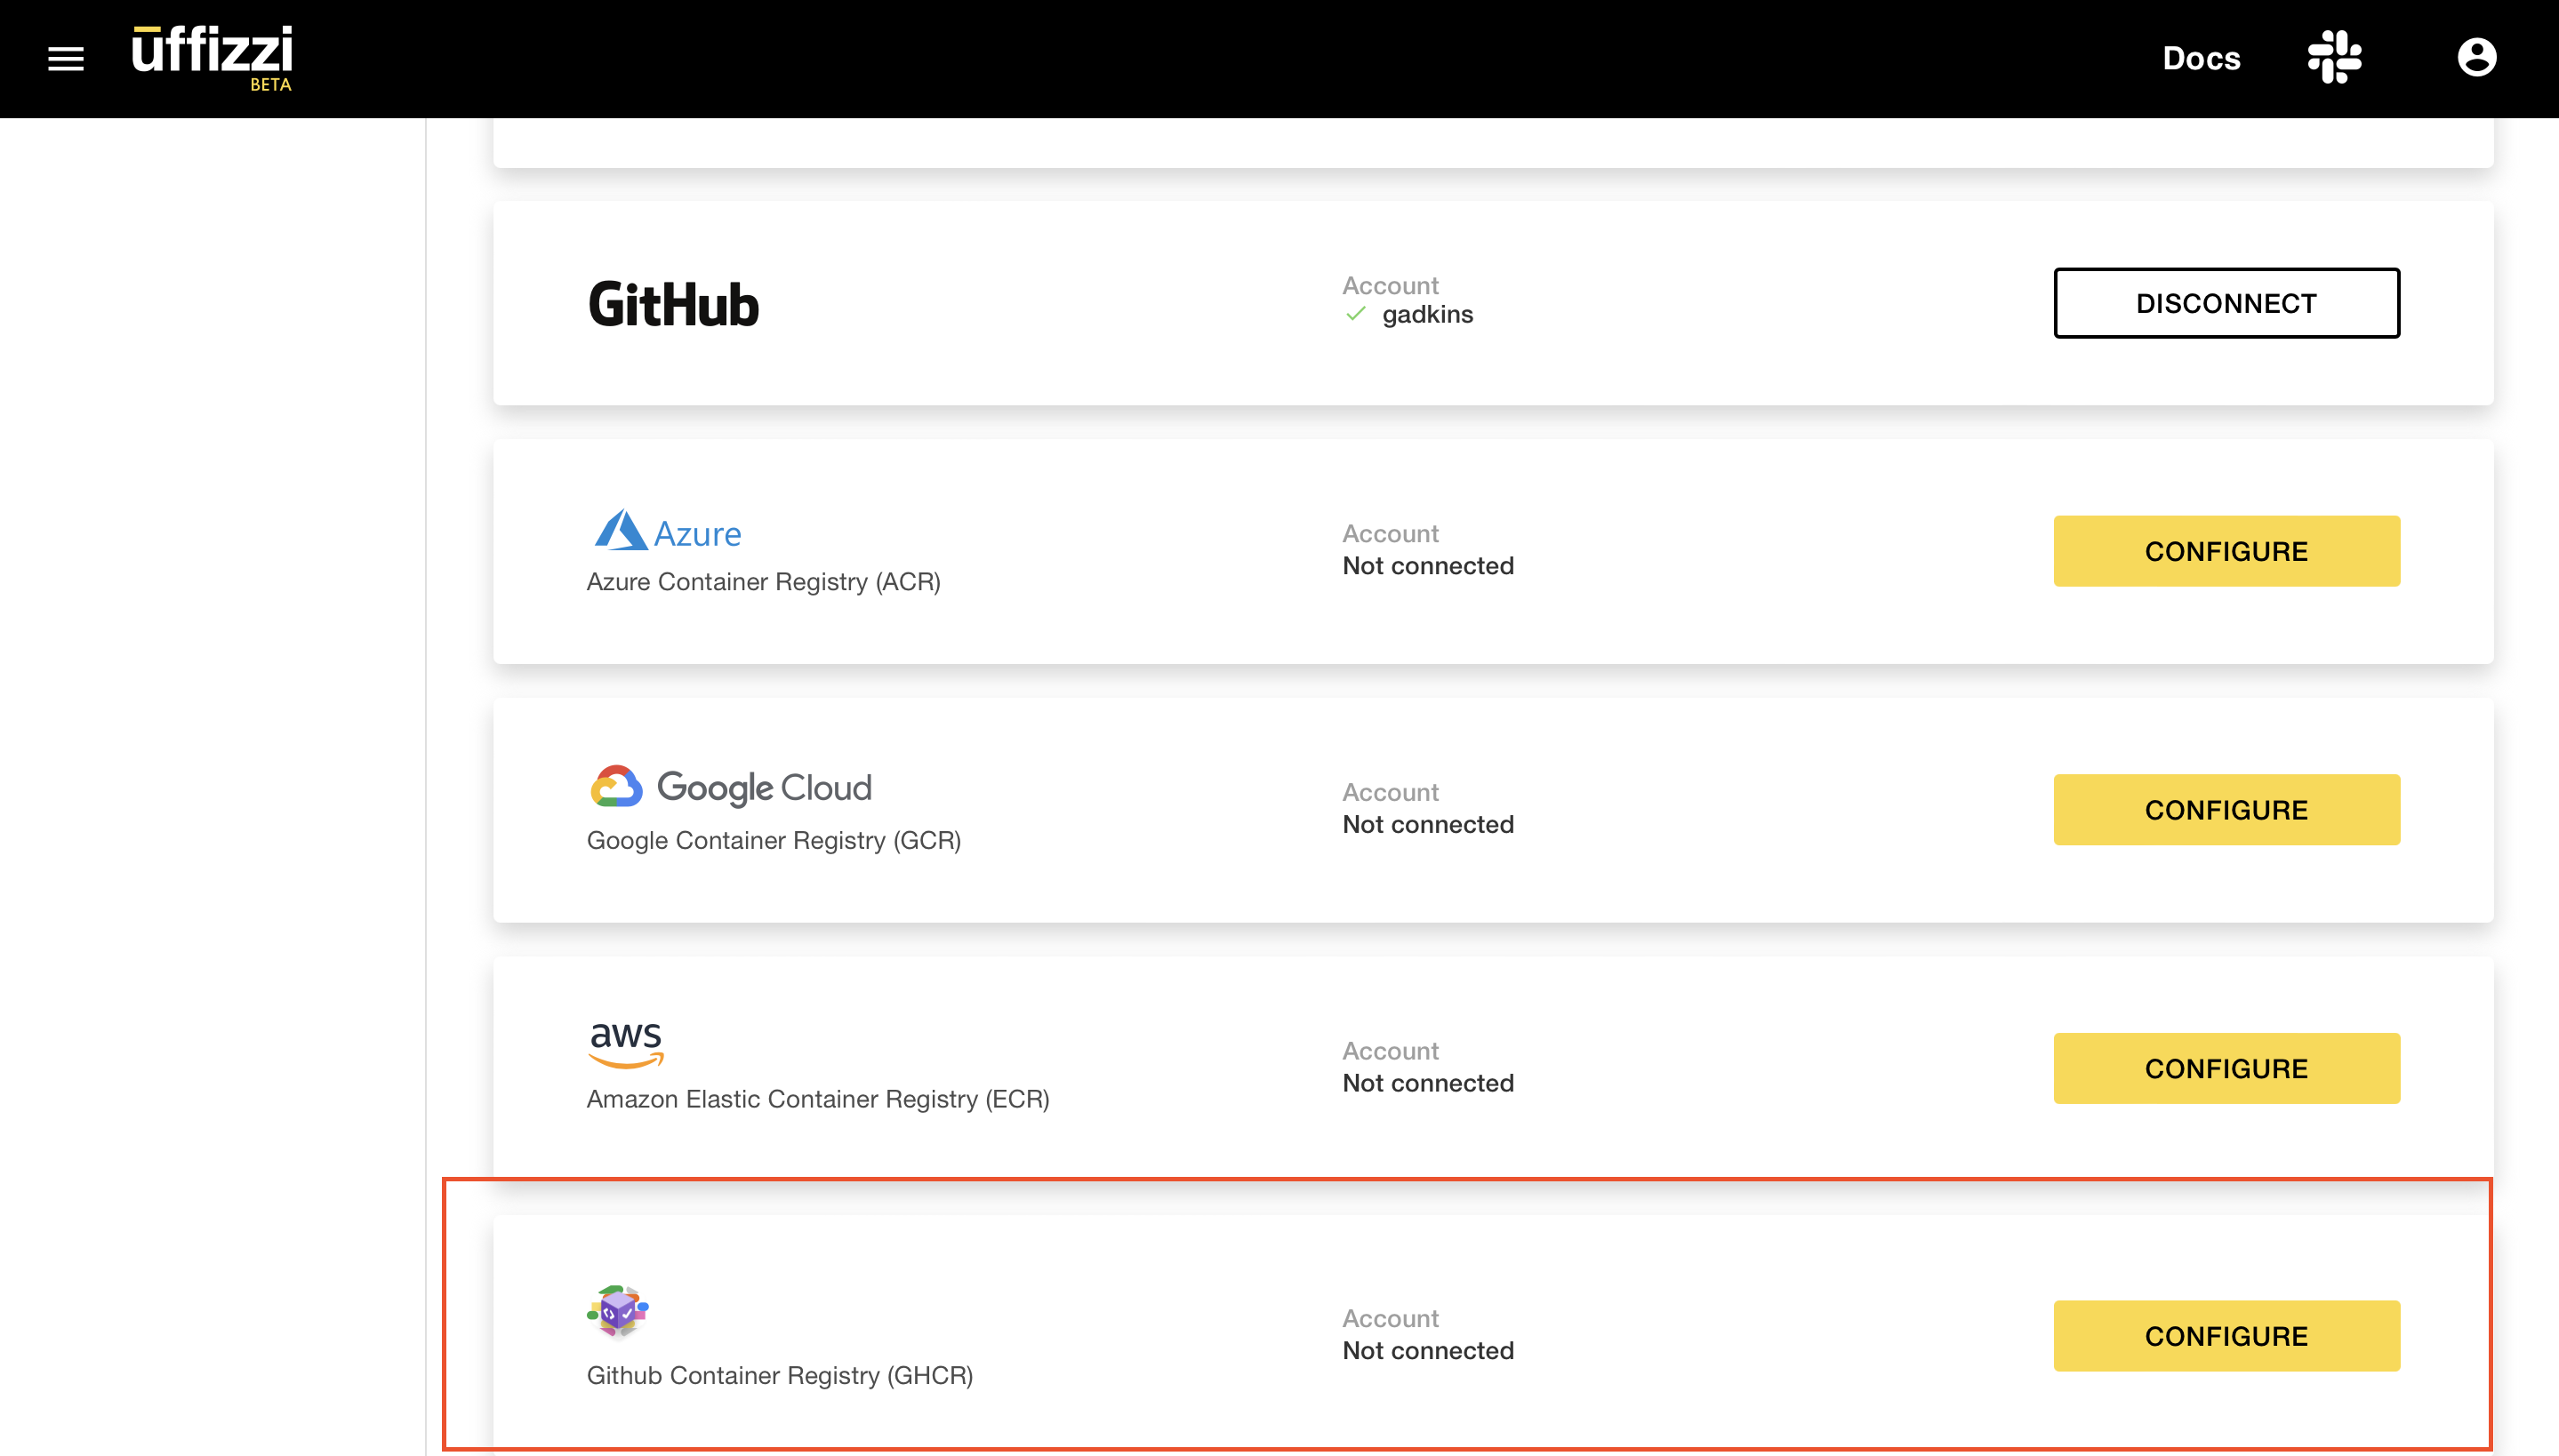 uffizzi
BETA
Docs
GitHub
Account
gadkins
DISCONNECT
Azure
Azure Container Registry (ACR)
Account
Not connected
CONFIGURE
Google Cloud
Google Container Registry (GCR)
Account
Not connected
CONFIGURE
aws
Amazon Elastic Container Registry (ECR)
Account
Not connected
CONFIGURE
Github Container Registry (GHCR)
Account
Not connected
CONFIGURE